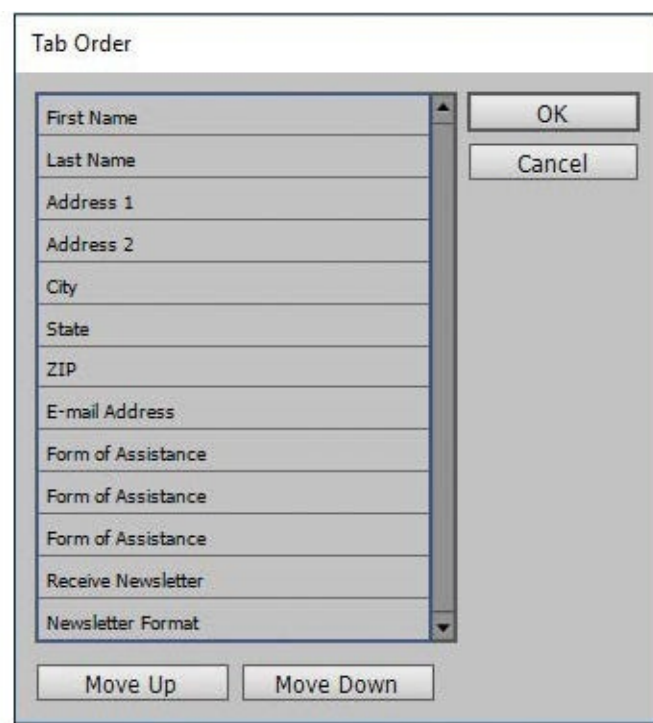 Tab Order
First Name
Last Name
Address 1
Address 2
City
State
ZIP
E-mail Address
Form of Assistance
Form of Assistance
Form of Assistance
Receive Newsletter
Newsletter Format
OK
Cancel
Move Up
Move Down